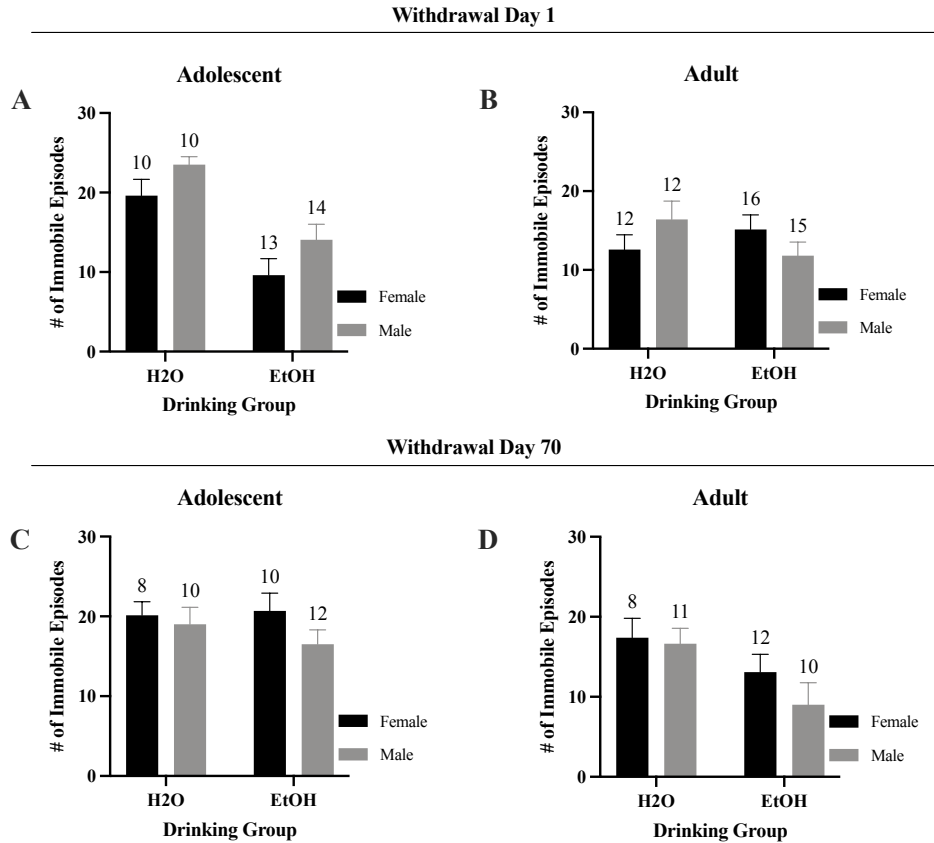 Withdrawal Day 1
A
Adolescent
# of Immobile Episodes
30
20
10
0
10
10
13
14
Female
Male
H2O
EtOH
Drinking Group
B
Adult
# of Immobile Episodes
30
20
10
0
12
12
16
15
Female
Male
H2O
EtOH
Drinking Group
Withdrawal Day 70
C
Adolescent
# of Immobile Episodes
30
20
10
0
8
10
10
12
Female
Male
H2O
EtOH
Drinking Group
D
Adult
# of Immobile Episodes
30
20
10
0
8
11
12
10
Female
Male
H2O
EtOH
Drinking Group